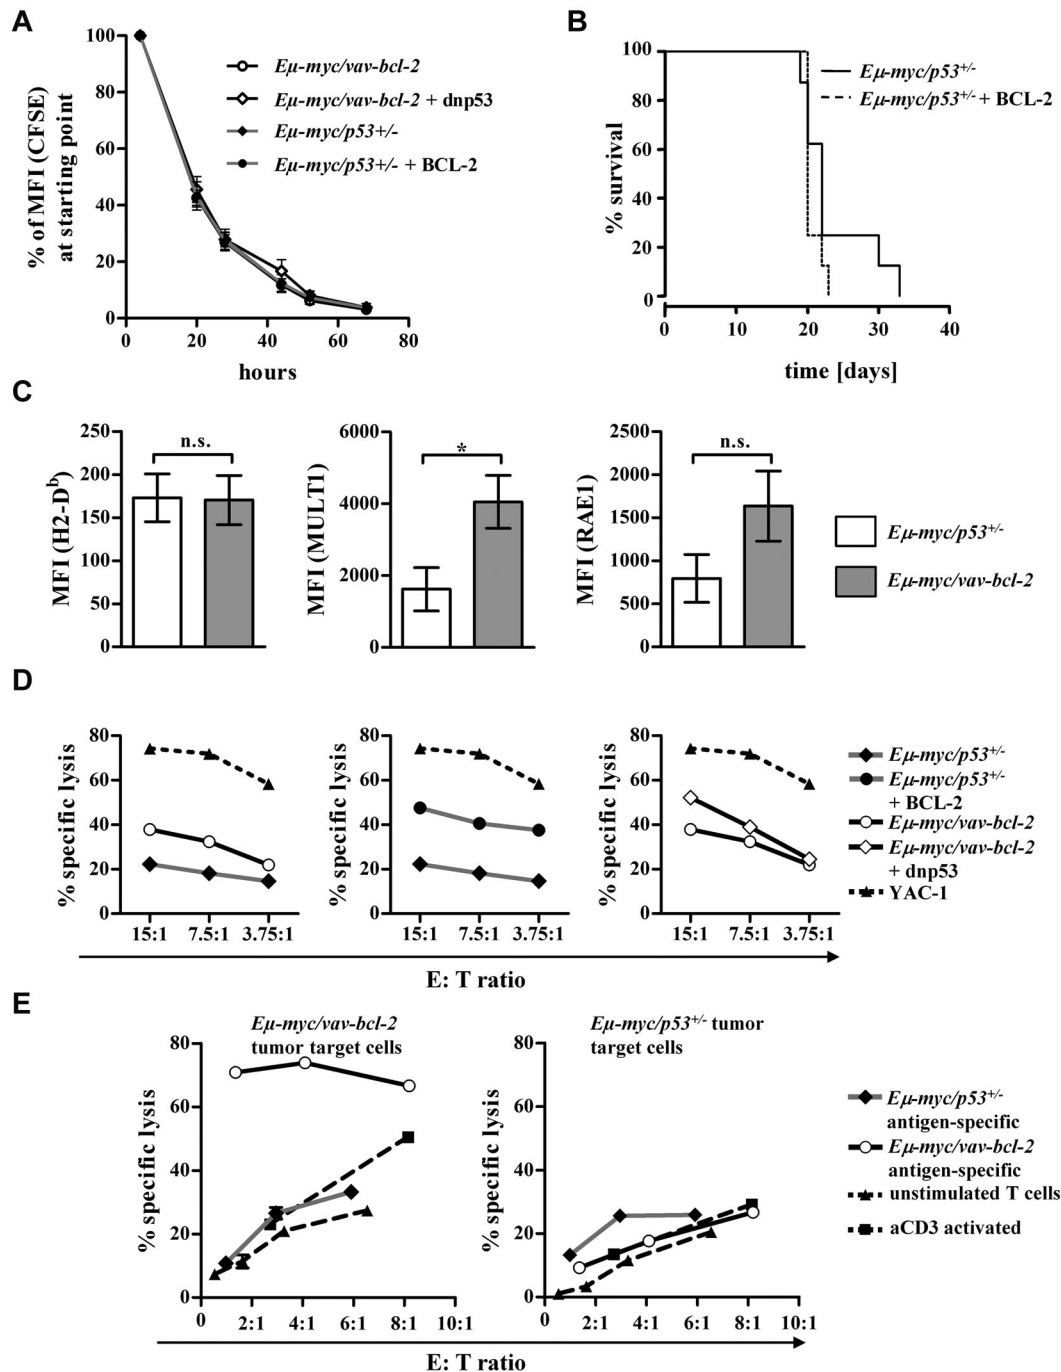 A
% of MFI (CFSE)
at starting point
100
80
60
40
20
0
0 20 40 60 80
hours
Eμ-myc/vav-bcl-2
Eμ-myc/vav-bcl-2 + dnp53
Eμ-myc/p53+/-
Eμ-myc/p53+/- + BCL-2
B
% survival
100
80
60
40
20
0
0 10 20 30 40
time [days]
Eμ-myc/p53+/-
Eμ-myc/p53+/- + BCL-2
C
MFI (H2-Db)
250
200
150
100
50
0
n.s.
MFI (MULT1)
6000
4000
2000
0
*
MFI (RAE1)
2500
2000
1500
1000
500
0
n.s.
Eμ-myc/p53+/-
Eμ-myc/vav-bcl-2
D
% specific lysis
80
60
40
20
0
15:1 7.5:1 3.75:1
% specific lysis
80
60
40
20
0
15:1 7.5:1 3.75:1
% specific lysis
80
60
40
20
0
15:1 7.5:1 3.75:1
E: T ratio
Eμ-myc/p53+/-
Eμ-myc/p53+/-
+ BCL-2
Eμ-myc/vav-bcl-2
Eμ-myc/vav-bcl-2
+ dnp53
YAC-1
E
Eμ-myc/vav-bcl-2
tumor target cells
% specific lysis
80
60
40
20
0
0 2:1 4:1 6:1 8:1 10:1
Eμ-myc/p53+/- tumor
target cells
% specific lysis
80
60
40
20
0
0 2:1 4:1 6:1 8:1 10:1
E: T ratio
Eμ-myc/p53+/-
antigen-specific
Eμ-myc/vav-bcl-2
antigen-specific
unstimulated T cells
aCD3 activated